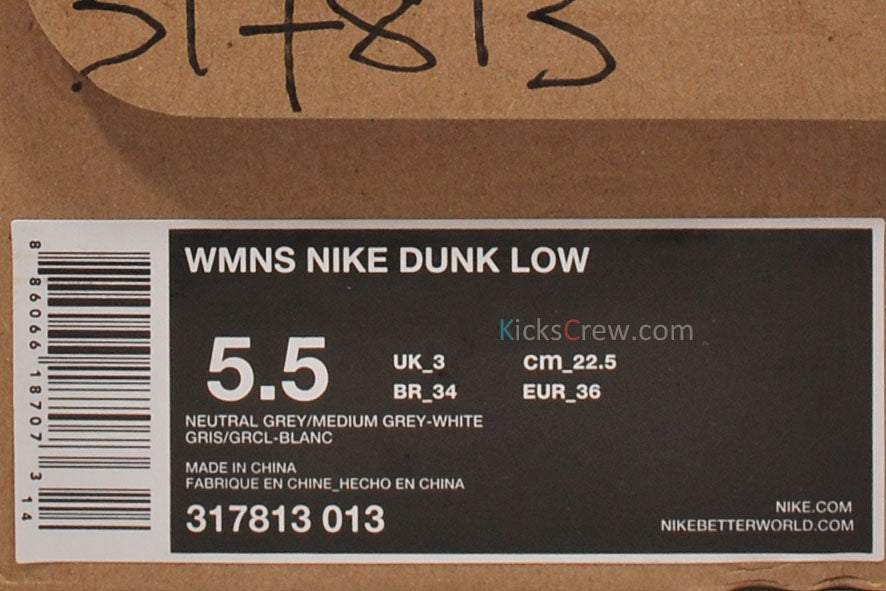 317813
WMNS NIKE DUNK LOW
KicksCrew.com
5.5
UK_3
cm_22.5
BR_34
EUR_36
NEUTRAL GREY/MEDIUM GREY-WHITE
GRIS/GRCL-BLANC
MADE IN CHINA
FABRIQUE EN CHINE_HECHO EN CHINA
317813 013
NIKE.COM
NIKEBETTERWORLD.COM
8 86066 18707 3 14